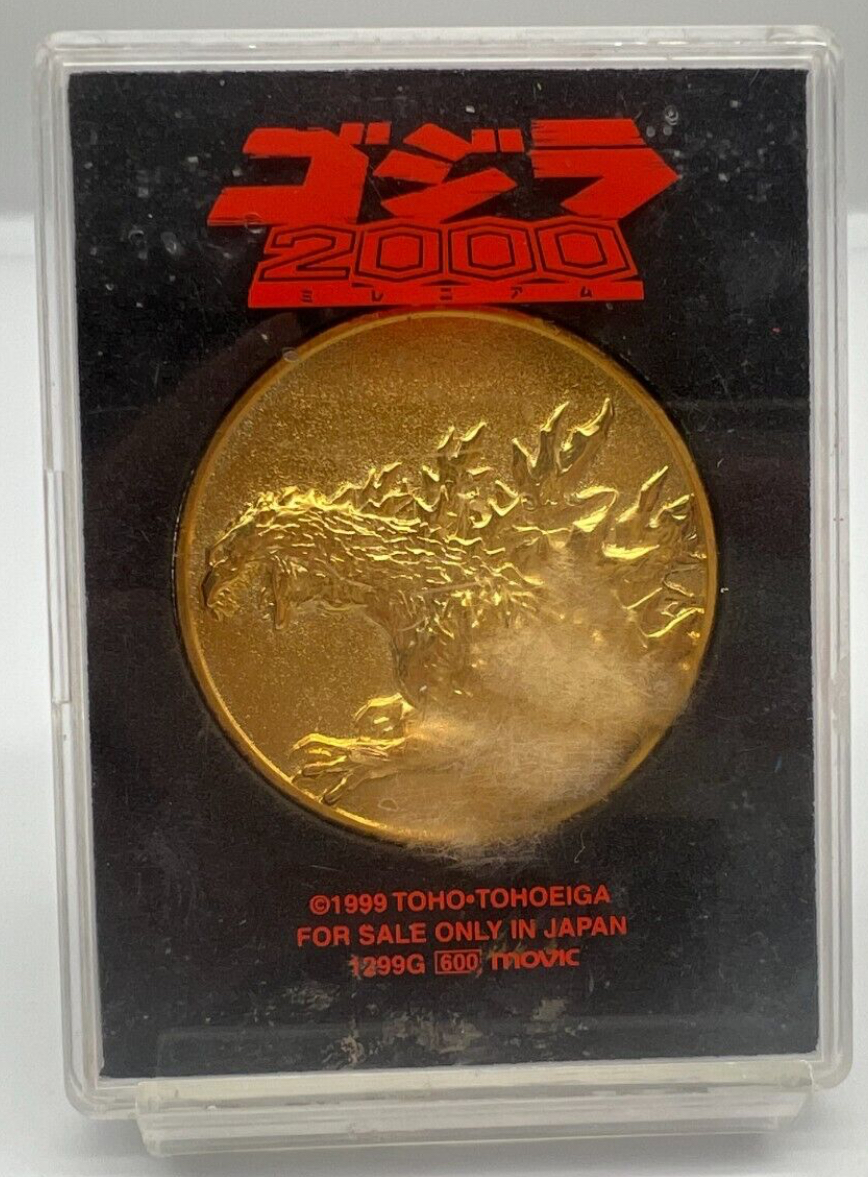 ゴジラ
2000
ミレニアム
©1999 TOHO•TOHOEIGA
FOR SALE ONLY IN JAPAN
1299G 600 movic